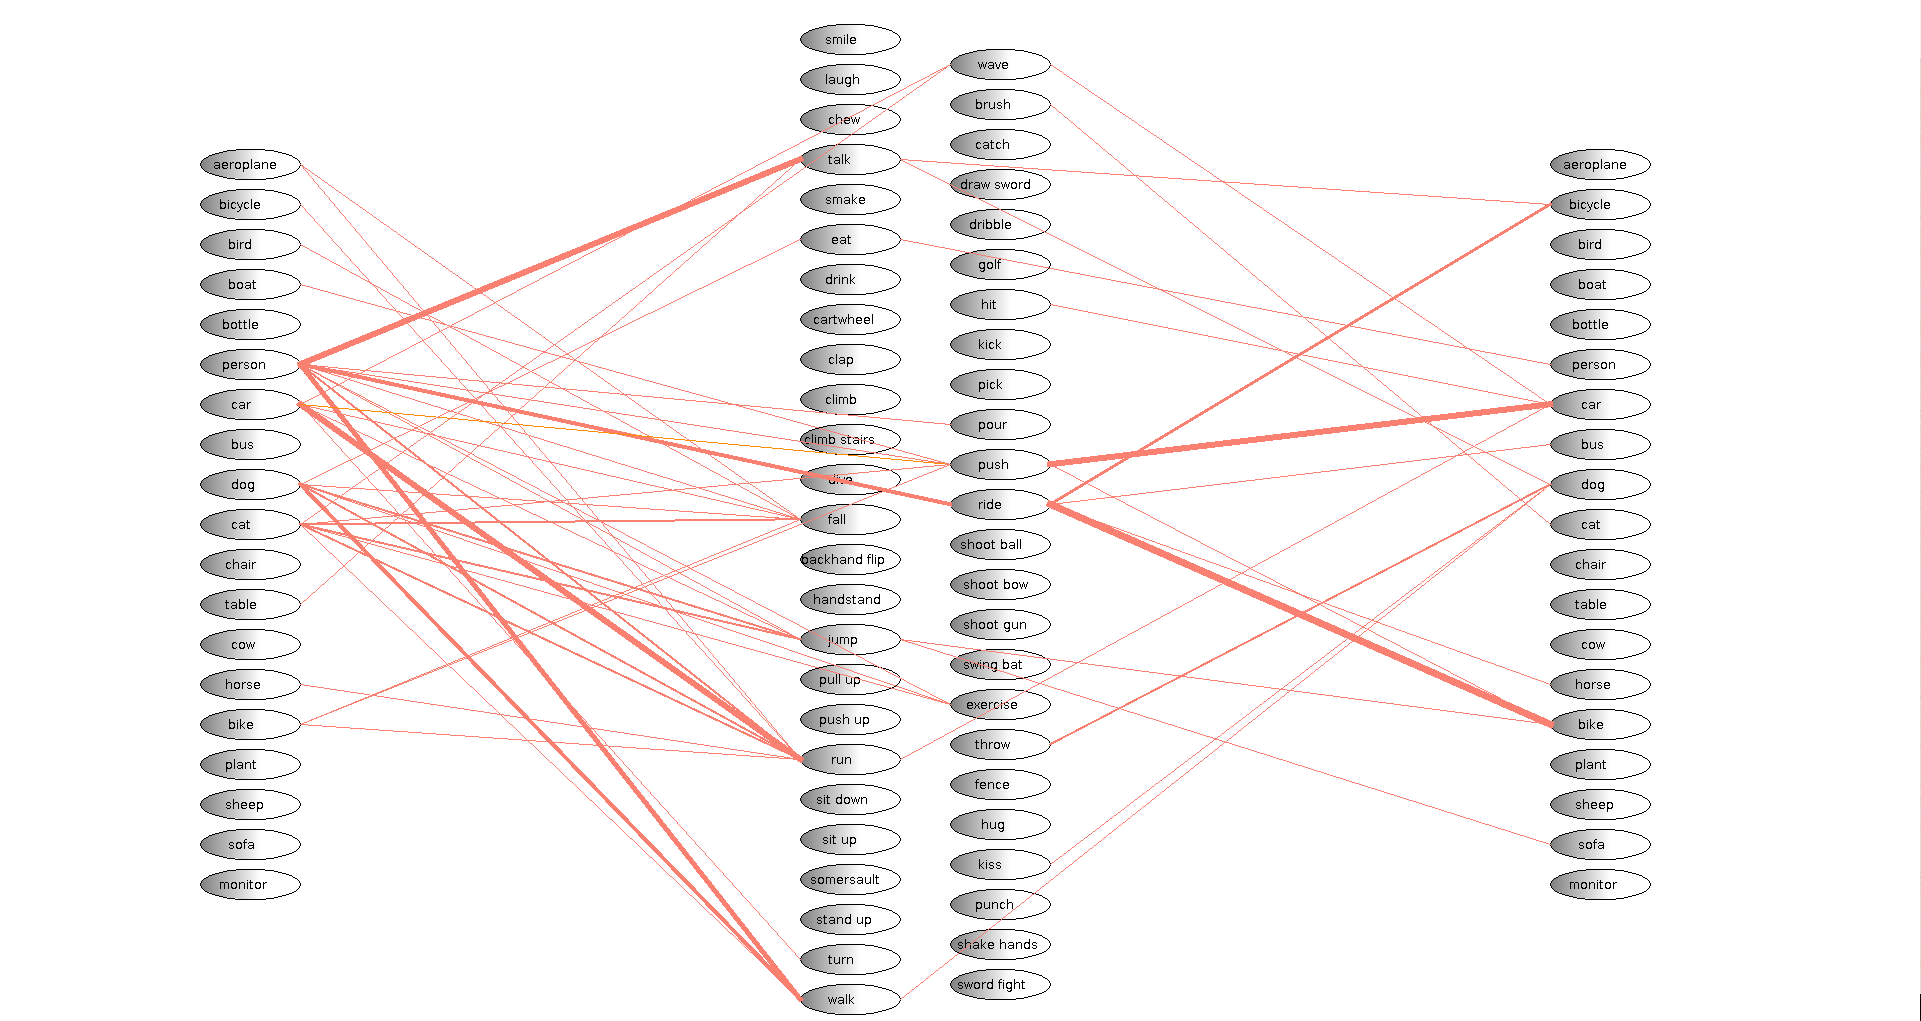 aeroplane
bicycle
bird
boat
bottle
person
car
bus
dog
cat
chair
table
cow
horse
bike
plant
sheep
sofa
monitor
smile
laugh
chew
talk
smake
eat
drink
cartwheel
clap
climb
climb stairs
dive
fall
backhand flip
handstand
jump
pull up
push up
run
sit down
sit up
somersault
stand up
turn
walk
wave
brush
catch
draw sword
dribble
golf
hit
kick
pick
pour
push
ride
shoot ball
shoot bow
shoot gun
swing bat
exercise
throw
fence
hug
kiss
punch
shake hands
sword fight
aeroplane
bicycle
bird
boat
bottle
person
car
bus
dog
cat
chair
table
cow
horse
bike
plant
sheep
sofa
monitor